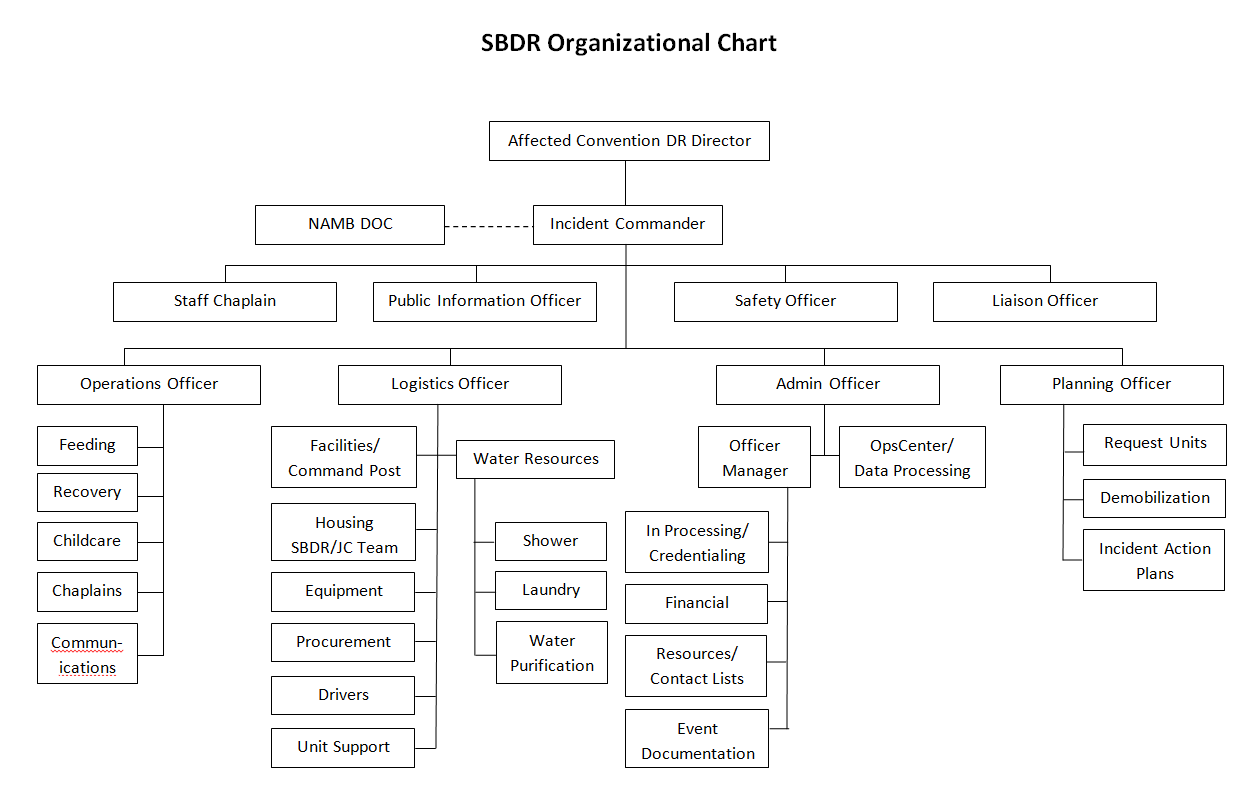 SBDR Organizational Chart
Affected Convention DR Director
NAMB DOC
Incident Commander
Staff Chaplain
Public Information Officer
Safety Officer
Liaison Officer
Operations Officer
Logistics Officer
Admin Officer
Planning Officer
Feeding
Recovery
Childcare
Chaplains
Commun-
ications
Facilities/
Command Post
Housing
SBDR/JC Team
Equipment
Procurement
Drivers
Unit Support
Water Resources
Shower
Laundry
Water
Purification
Officer
Manager
OpsCenter/
Data Processing
In Processing/
Credentialing
Financial
Resources/
Contact Lists
Event
Documentation
Request Units
Demobilization
Incident Action
Plans